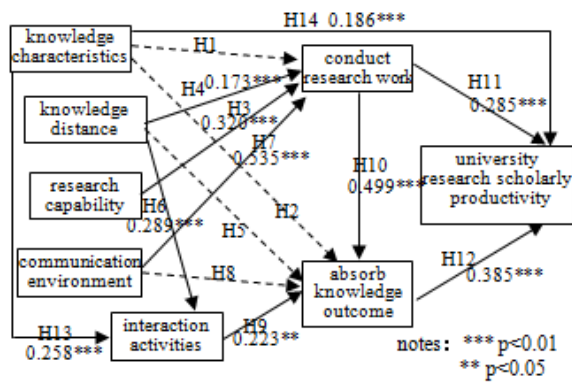 H14 0.186***
knowledge
characteristics
H1
conduct
research work
H4 0.173***
H11
0.285***
knowledge
distance
H3
0.320***
H7
0.535***
H10
0.499***
university
research scholarly
productivity
research
capability
H6
0.289***
H2
H5
communication
environment
H8
absorb
knowledge
outcome
H12
0.385***
H13
0.258***
interaction
activities
H9
0.223**
notes: *** p<0.01
** p<0.05